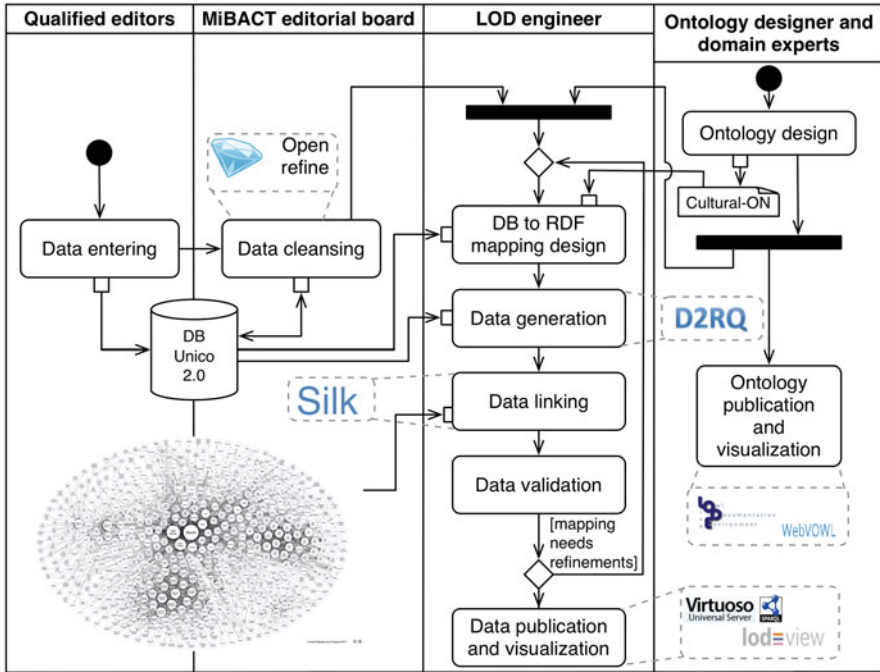 Qualified editors
MiBACT editorial board
LOD engineer
Ontology designer and
domain experts
Open
refine
Ontology design
Cultural-ON
Data entering
Data cleansing
DB to RDF
mapping design
DB
Unico
2.0
Data generation
D2RQ
Silk
Data linking
Ontology
publication
and
visualization
Data validation
LODE
WebVOWL
[mapping
needs
refinements]
Data publication
and visualization
Virtuoso
Universal Server
SPARQL
lodview